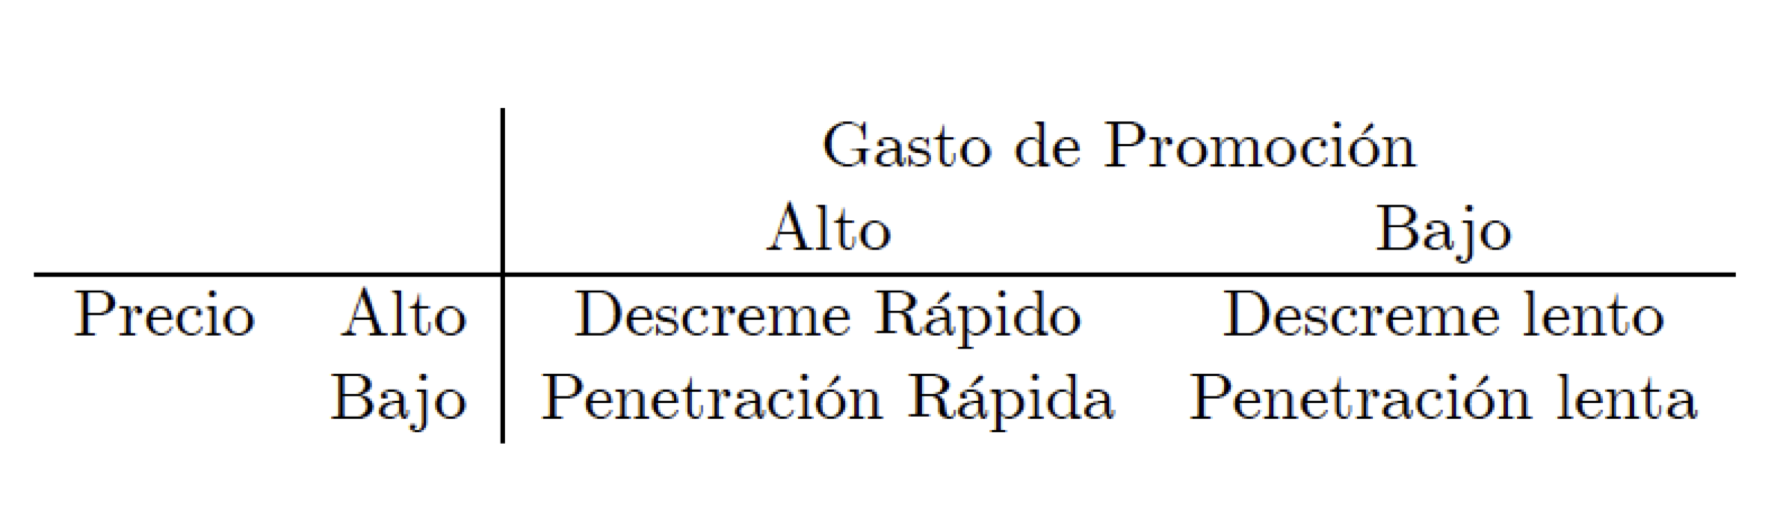 Gasto de Promoción
Alto Bajo
Precio Alto Descreme Rápido Descreme lento
Bajo Penetración Rápida Penetración lenta